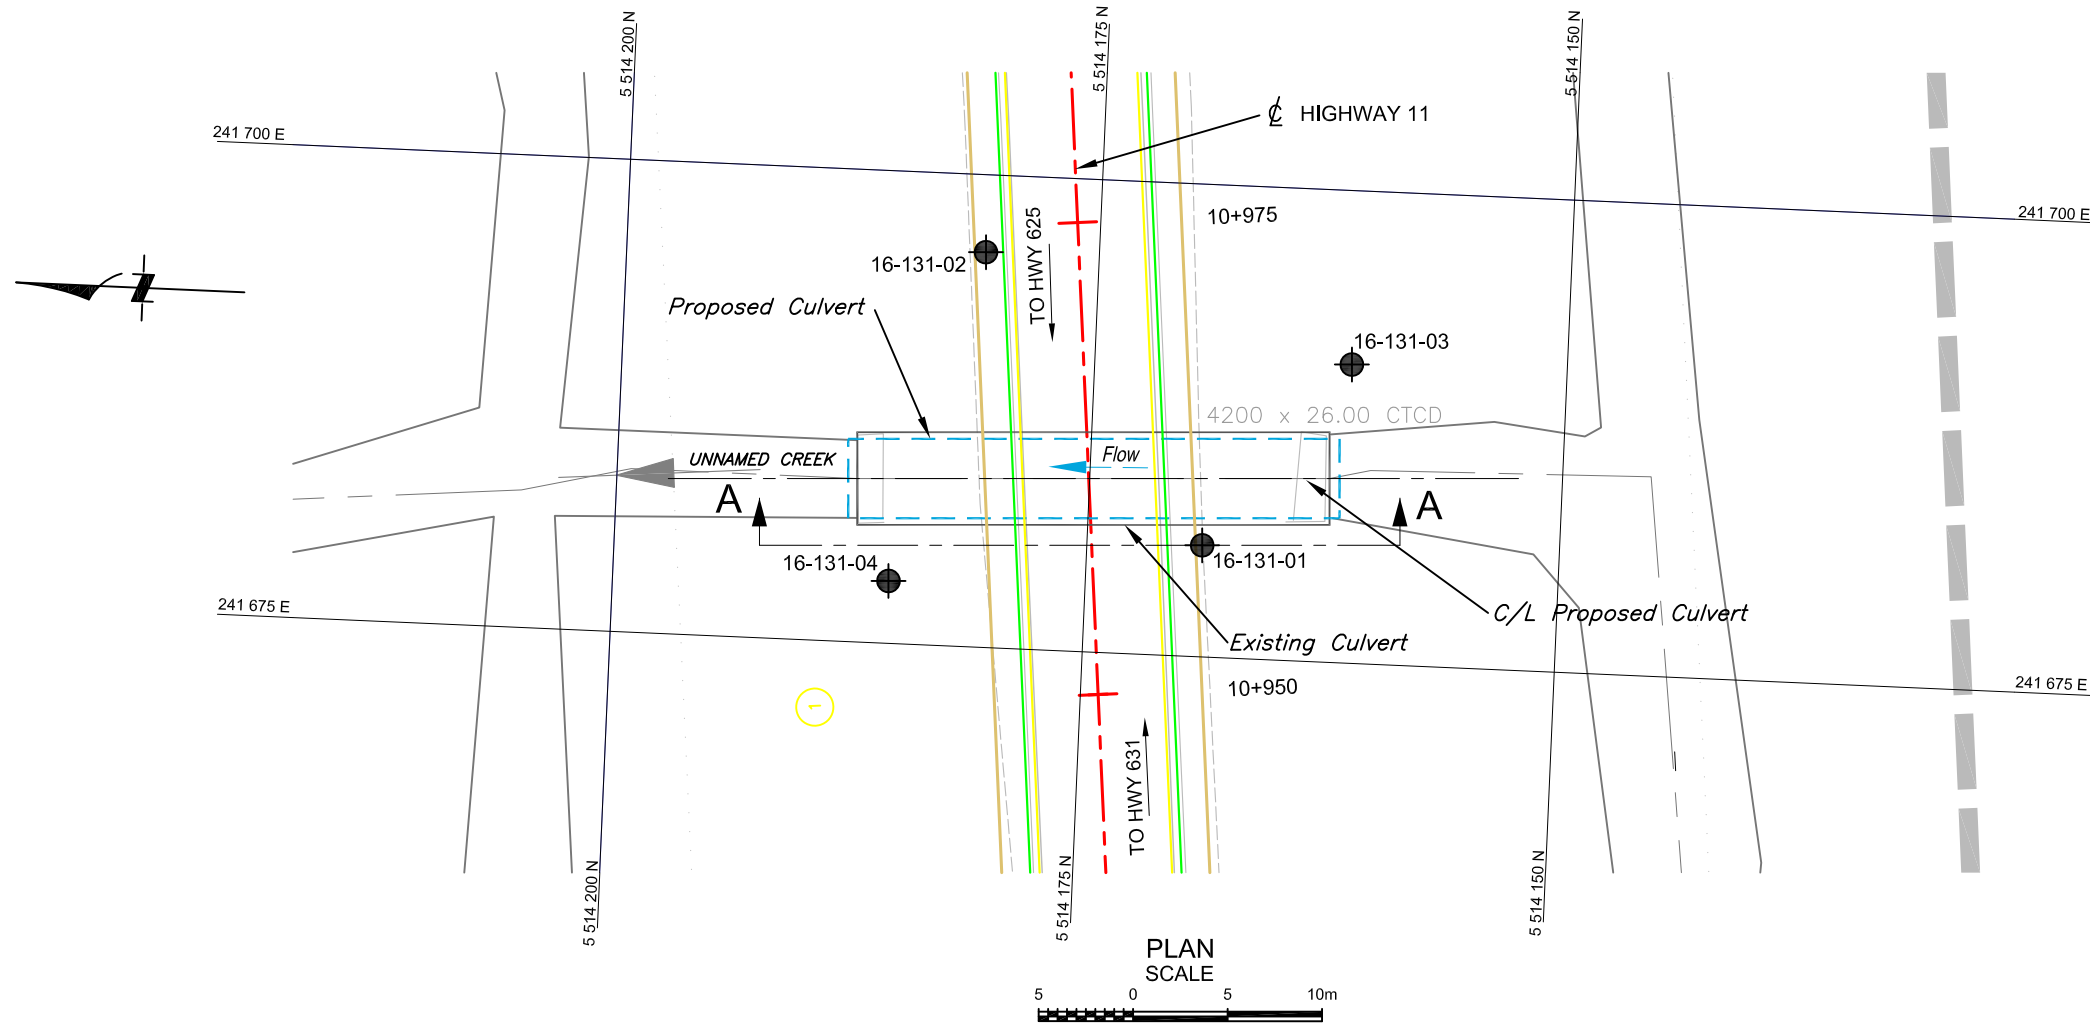 5 514 200 N
5 514 175 N
5 514 150 N
241 700 E
℄ HIGHWAY 11
241 700 E
10+975
TO HWY 625
16-131-02
N
Proposed Culvert
16-131-03
4200 x 26.00 CTCD
UNNAMED CREEK
Flow
A
A
16-131-04
16-131-01
241 675 E
C/L Proposed Culvert
Existing Culvert
241 675 E
10+950
1
TO HWY 631
5 514 200 N
5 514 175 N
5 514 150 N
PLAN
SCALE
5 0 5 10m